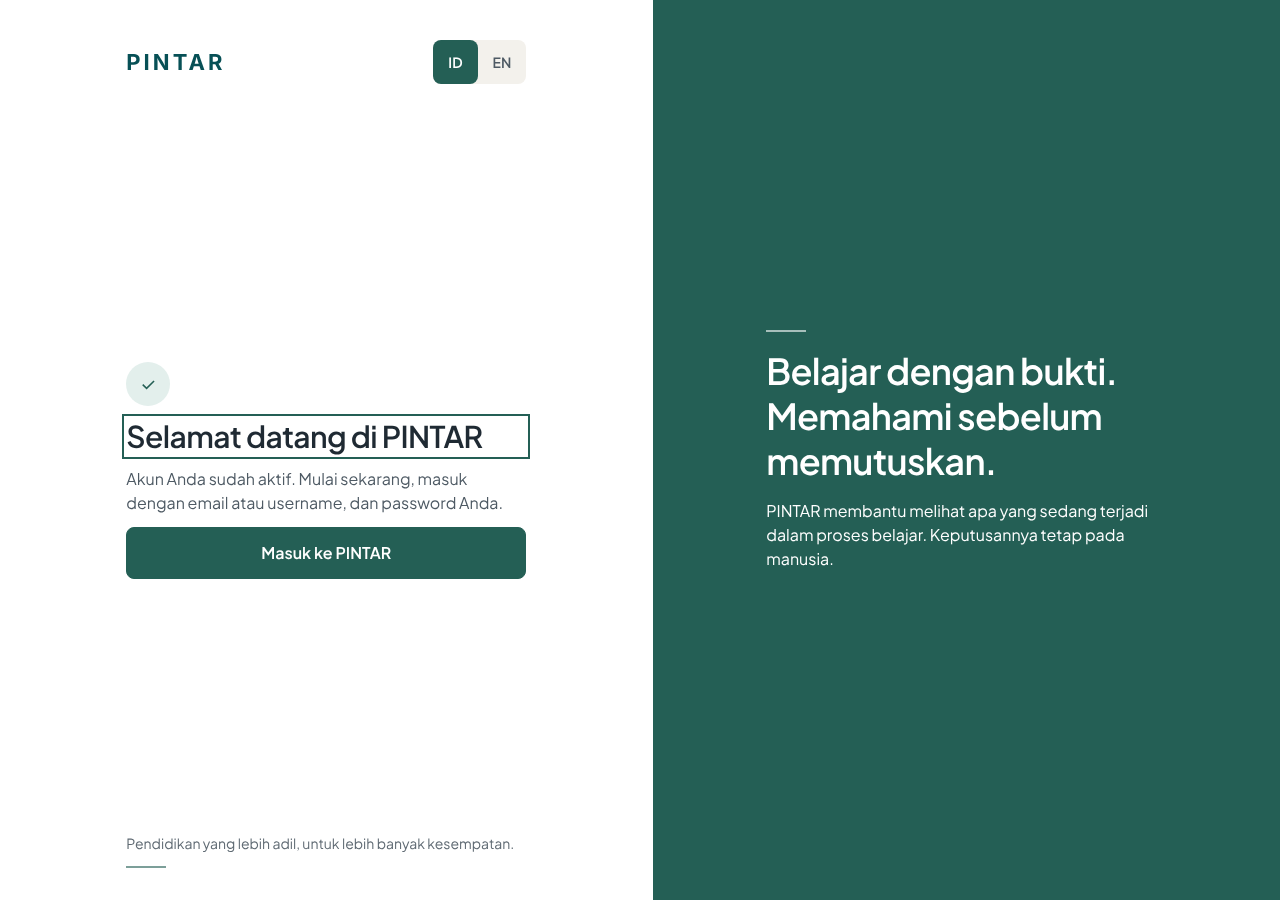 PINTAR
ID
EN
Selamat datang di PINTAR
Akun Anda sudah aktif. Mulai sekarang, masuk
dengan email atau username, dan password Anda.
Masuk ke PINTAR
Pendidikan yang lebih adil, untuk lebih banyak kesempatan.
Belajar dengan bukti.
Memahami sebelum
memutuskan.
PINTAR membantu melihat apa yang sedang terjadi
dalam proses belajar. Keputusannya tetap pada
manusia.